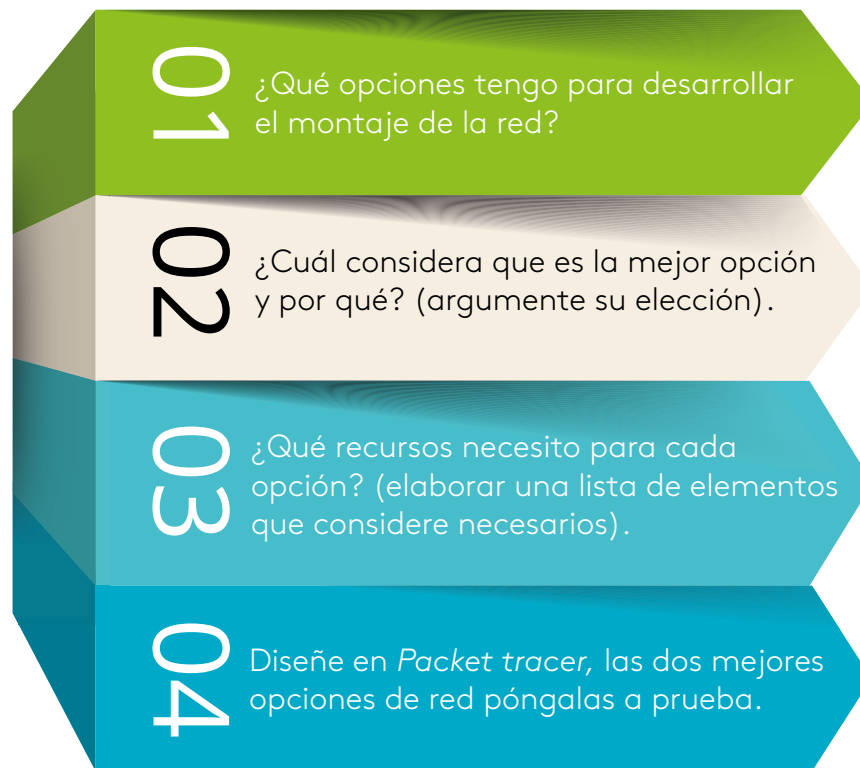 01
¿Qué opciones tengo para desarrollar
el montaje de la red?
02
¿Cuál considera que es la mejor opción
y por qué? (argumente su elección).
03
¿Qué recursos necesito para cada
opción? (elaborar una lista de elementos
que considere necesarios).
04
Diseñe en Packet tracer, las dos mejores
opciones de red póngalas a prueba.